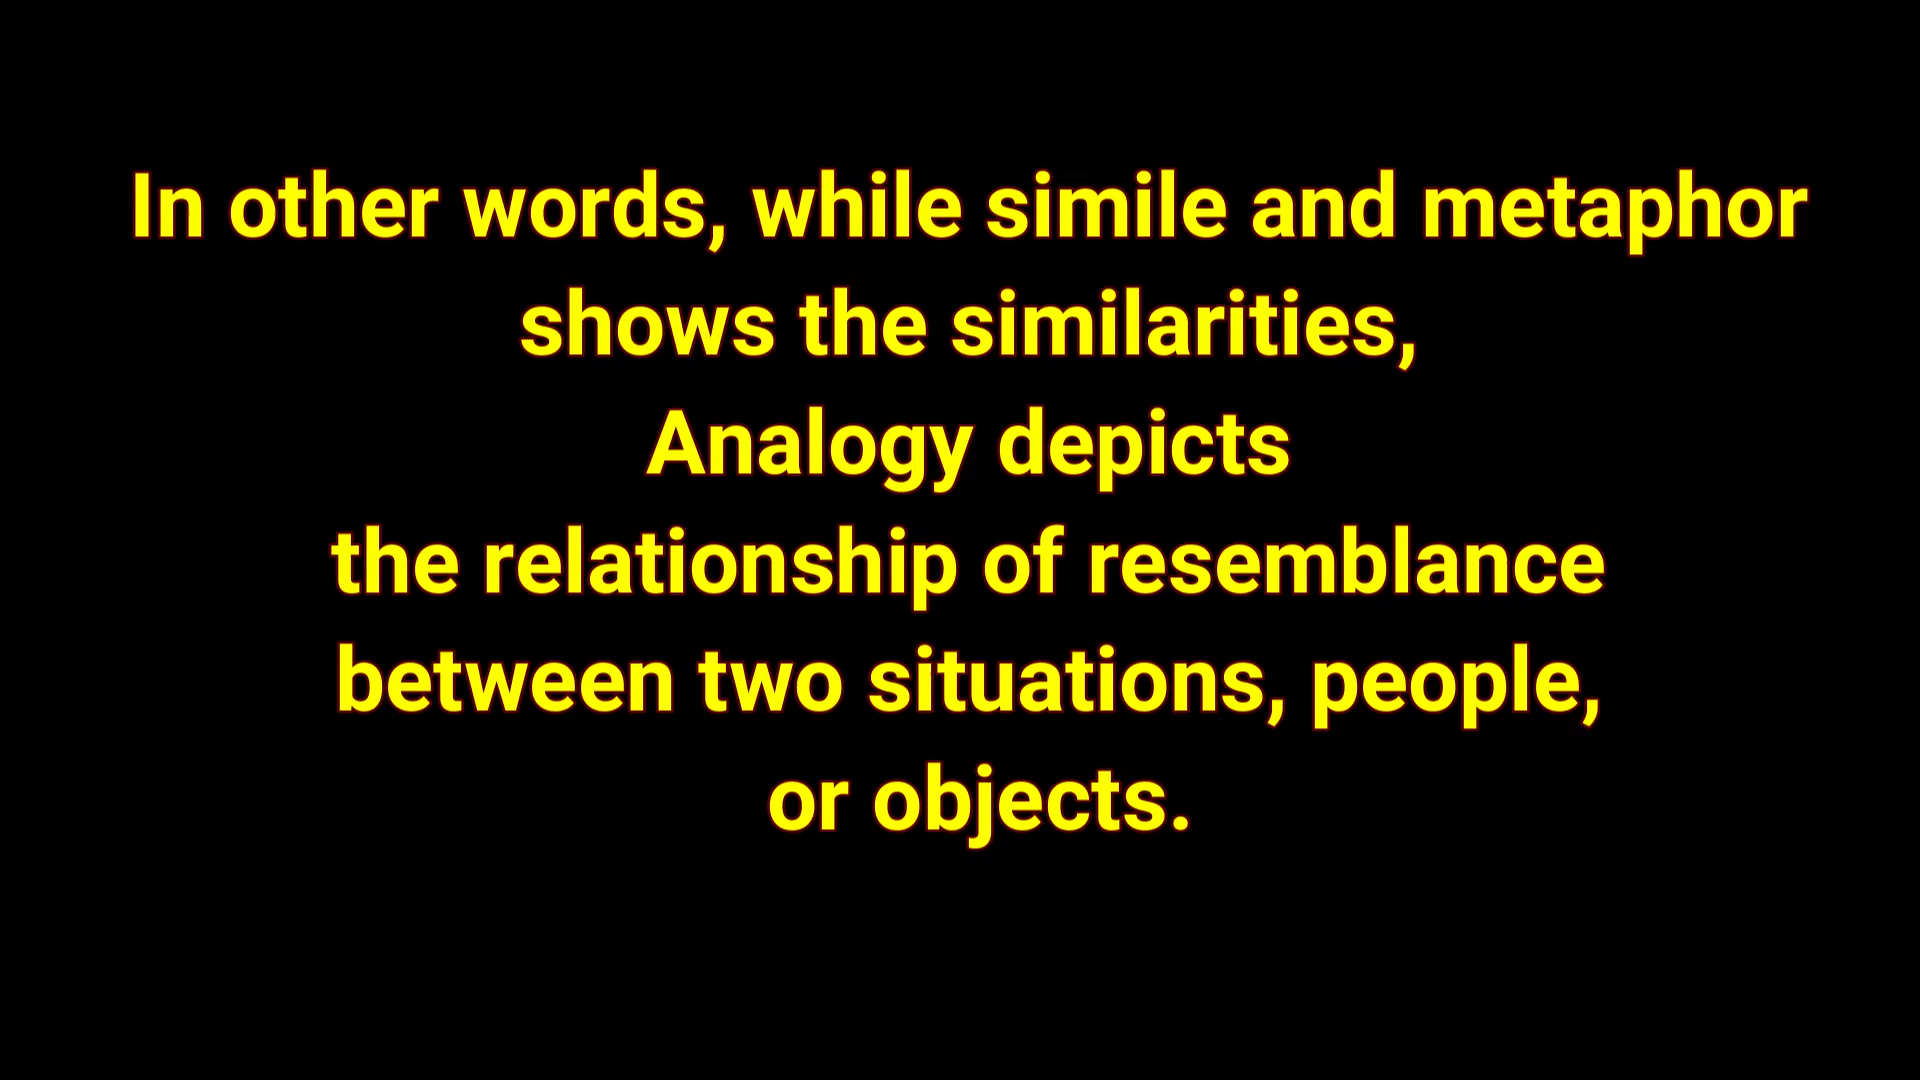 In other words, while simile and metaphor
shows the similarities,
Analogy depicts
the relationship of resemblance
between two situations, people,
or objects.